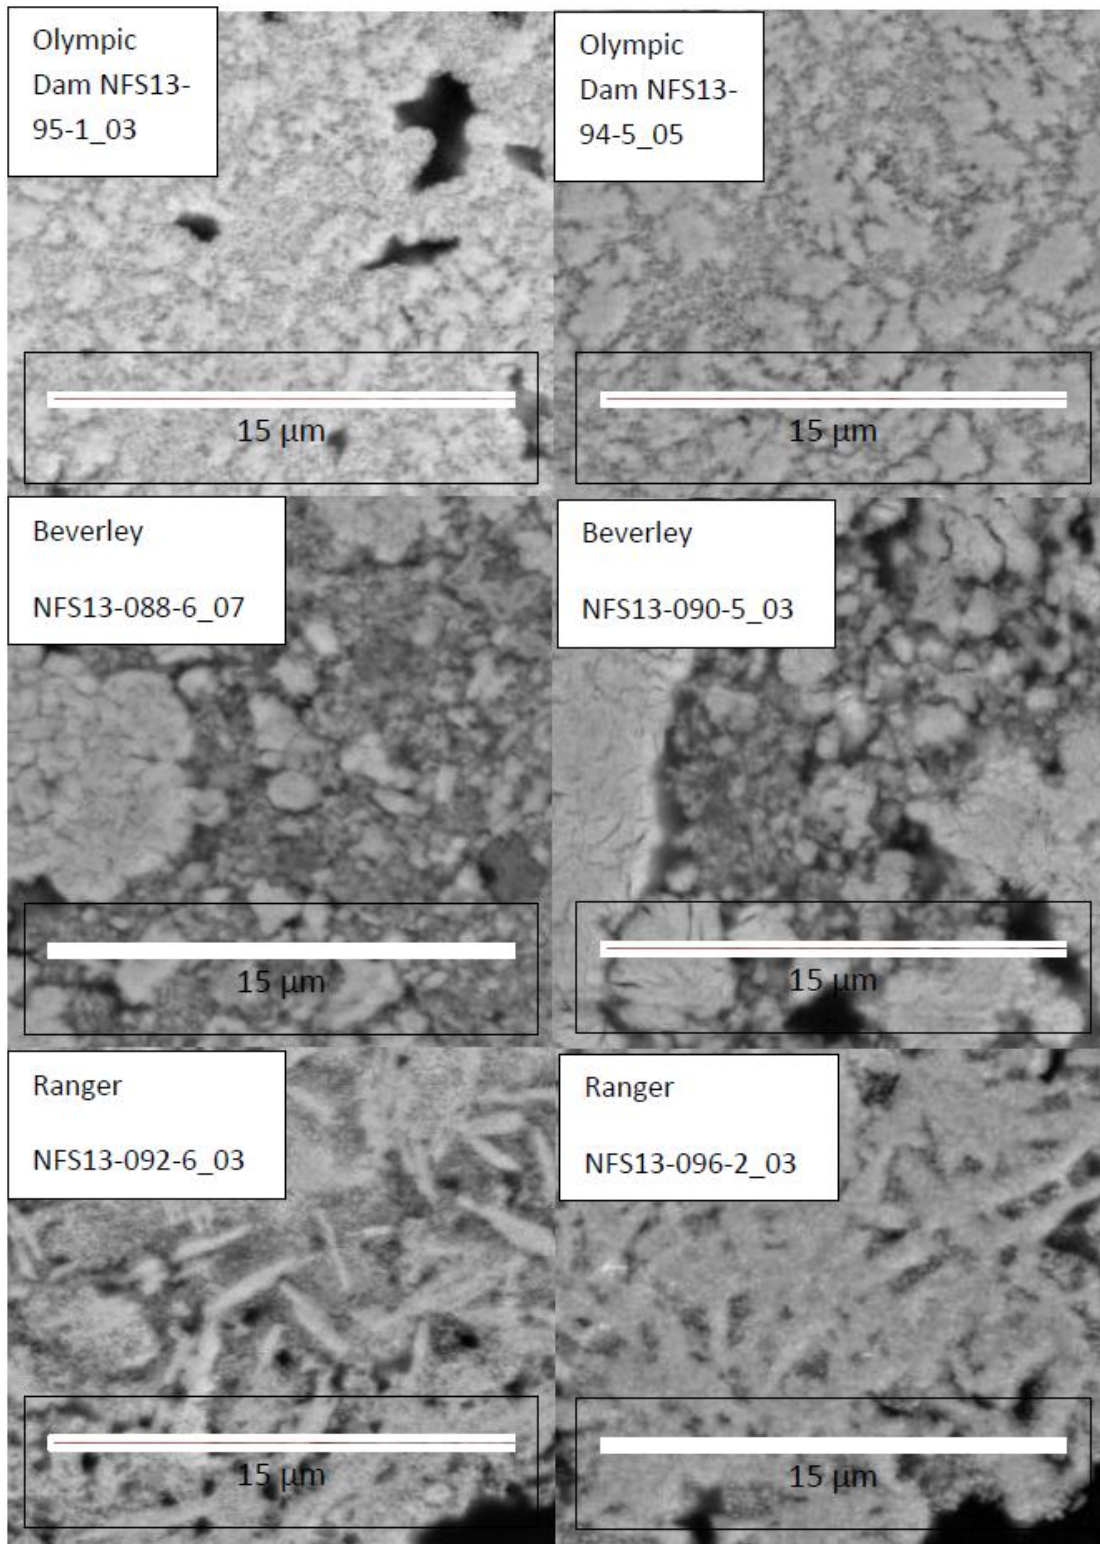 Olympic
Dam NFS13-
95-1_03
15 µm
Olympic
Dam NFS13-
94-5_05
15 µm
Beverley
NFS13-088-6_07
15 µm
Beverley
NFS13-090-5_03
15 µm
Ranger
NFS13-092-6_03
15 µm
Ranger
NFS13-096-2_03
15 µm